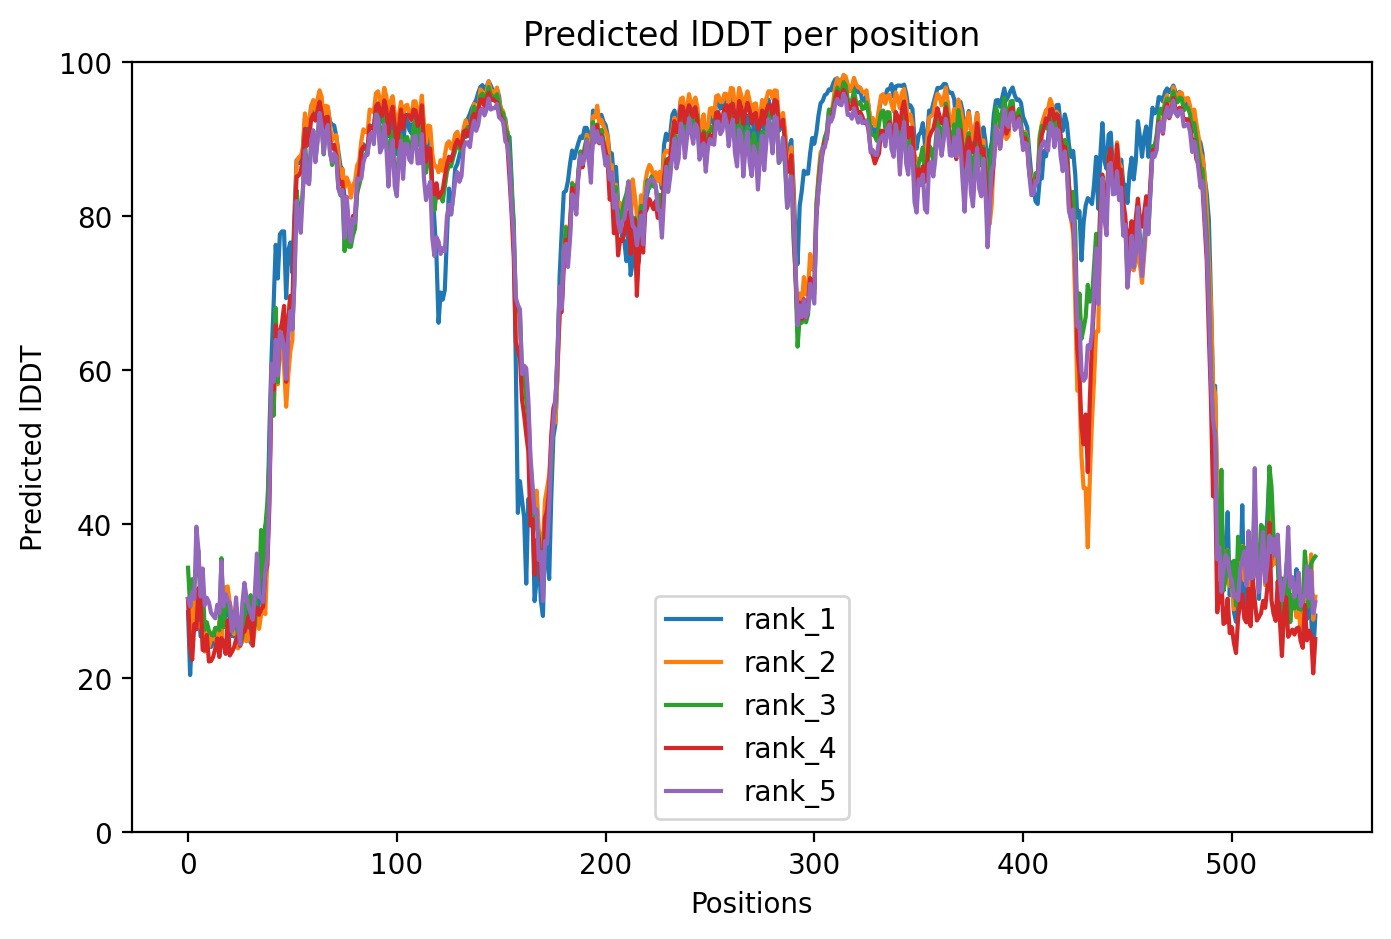 Predicted lDDT per position
Predicted lDDT
100
80
60
40
20
0
rank_1
rank_2
rank_3
rank_4
rank_5
0 100 200 300 400 500
Positions